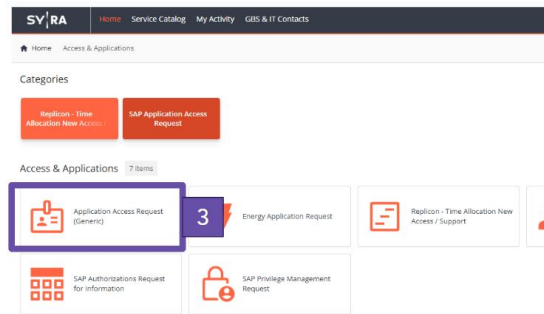 SY¦RA
Home Service Catalog My Activity GBS & IT Contacts
Home Access & Applications
Categories
Replicon - Time
Allocation New Access /
SAP Application Access
Request
Access & Applications 7 items
Application Access Request
(Generic)
3
Energy Application Request
Replicon - Time Allocation New
Access / Support
SAP Authorizations Request
for Information
SAP Privilege Management
Request